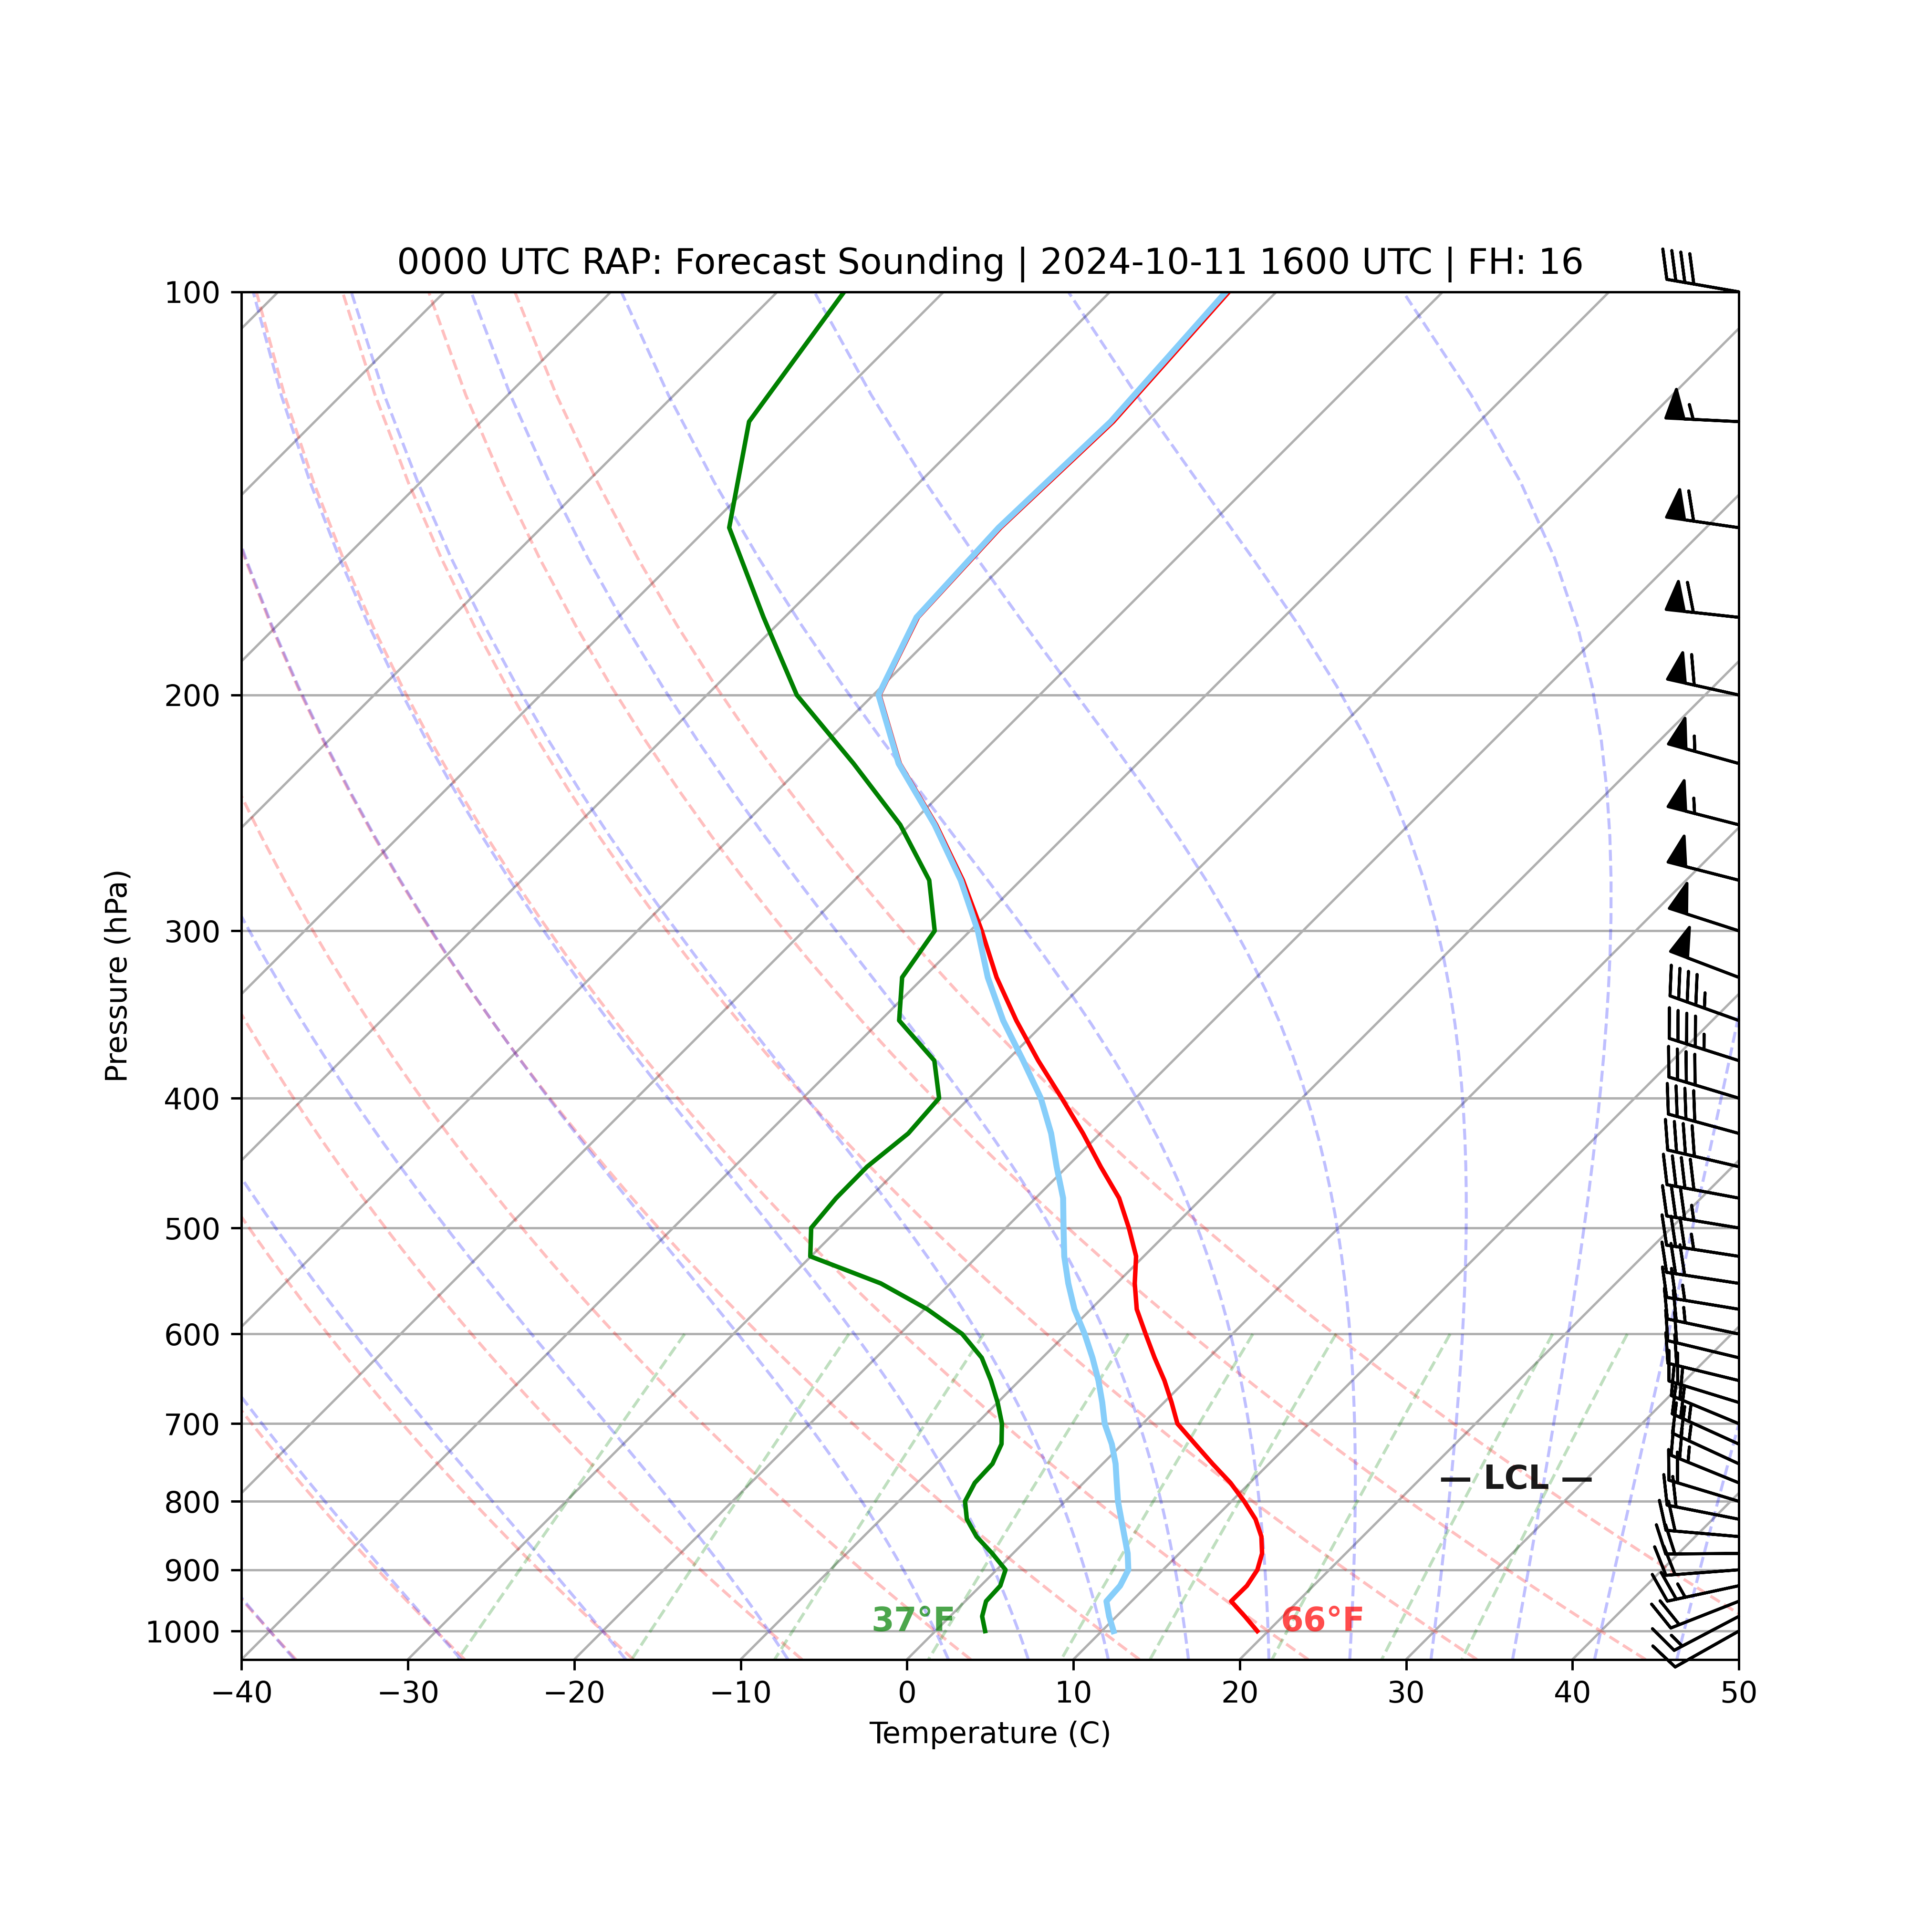 0000 UTC RAP: Forecast Sounding | 2024-10-11 1600 UTC | FH: 16
100
200
300
400
500
600
700
800
900
1000
Pressure (hPa)
— LCL —
37°F
66°F
−40 −30 −20 −10 0 10 20 30 40 50
Temperature (C)